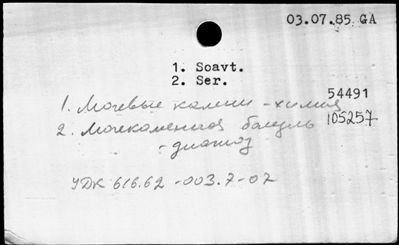 03.07.85 GA
1. Soavt.
2. Ser.
54491
1. Мочевые камни - химия
105257
2. Мочекаменная болезнь
- диагноз
УДК 616.62-003.7-07